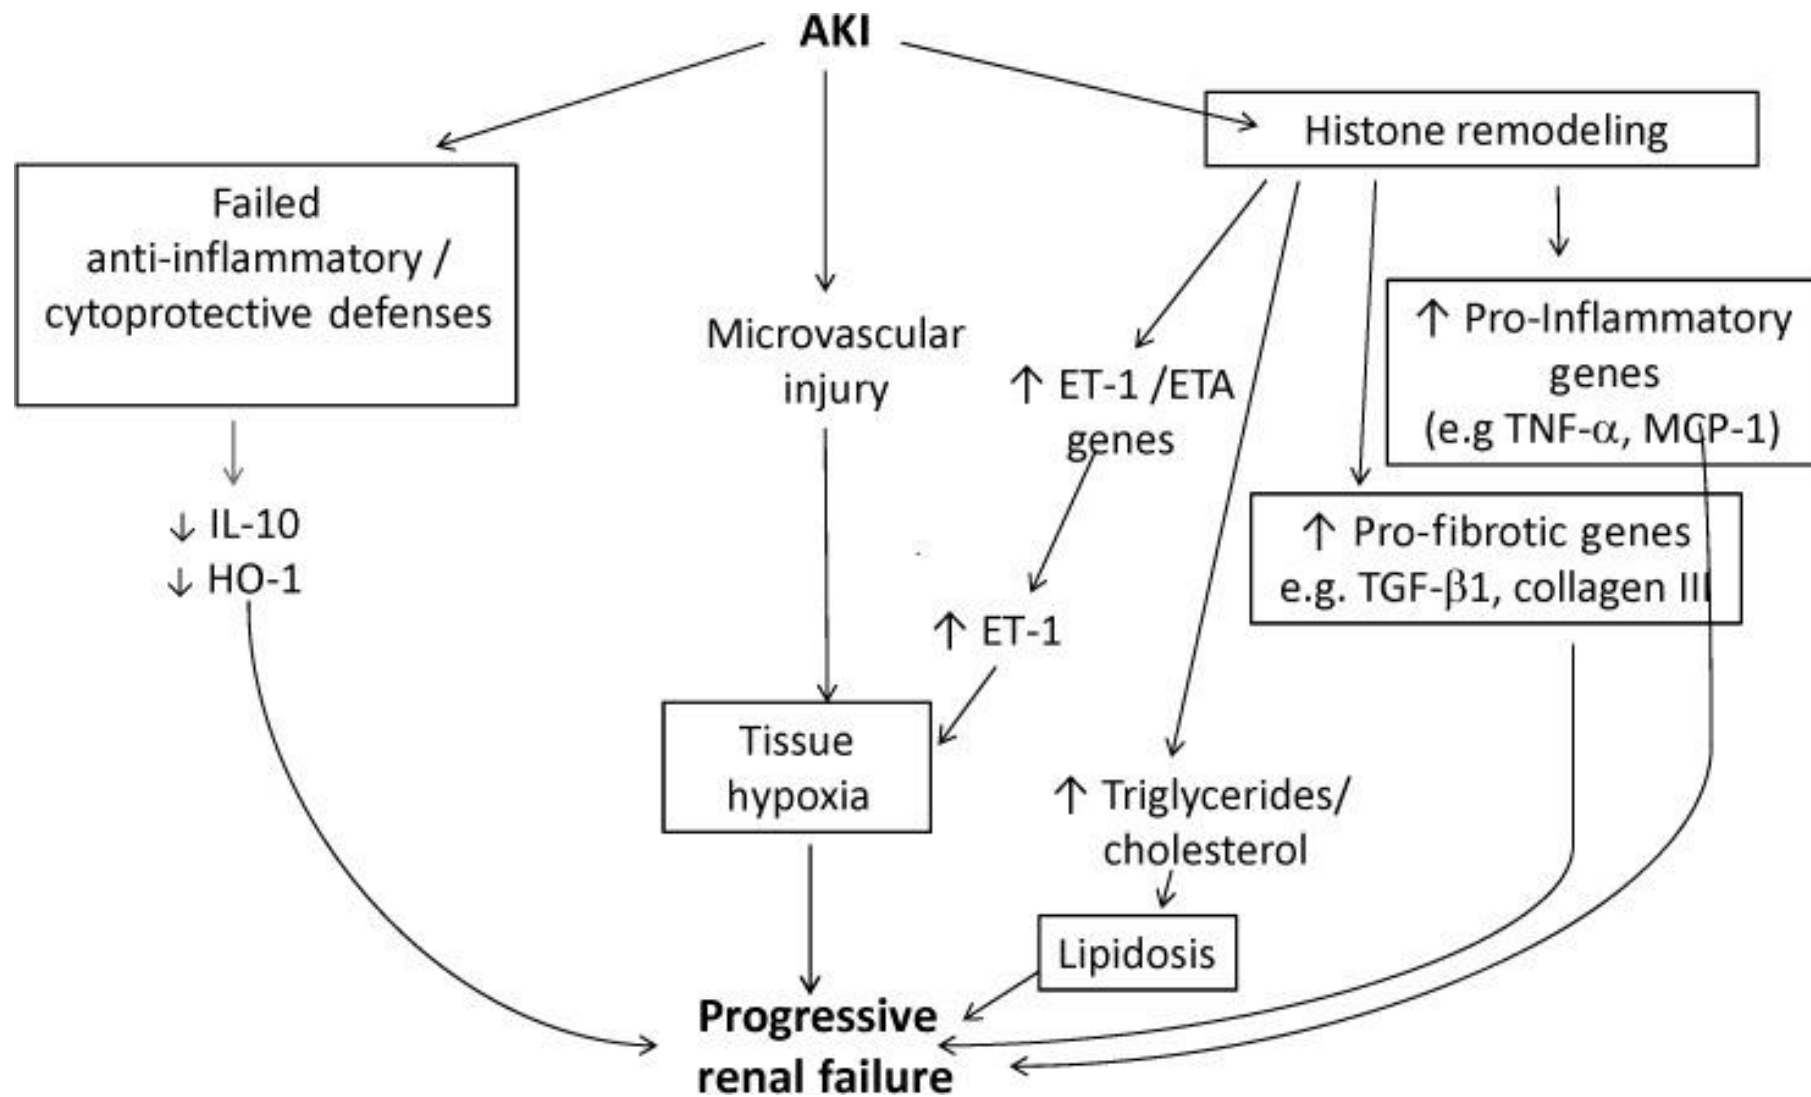 AKI
Histone remodeling
Failed
anti-inflammatory /
cytoprotective defenses
Microvascular
injury
↑ ET-1 /ETA
genes
↑ Pro-Inflammatory
genes
(e.g TNF-α, MCP-1)
↑ Pro-fibrotic genes
e.g. TGF-β1, collagen III
↓ IL-10
↓ HO-1
↑ ET-1
Tissue
hypoxia
↑ Triglycerides/
cholesterol
Lipidosis
Progressive
renal failure